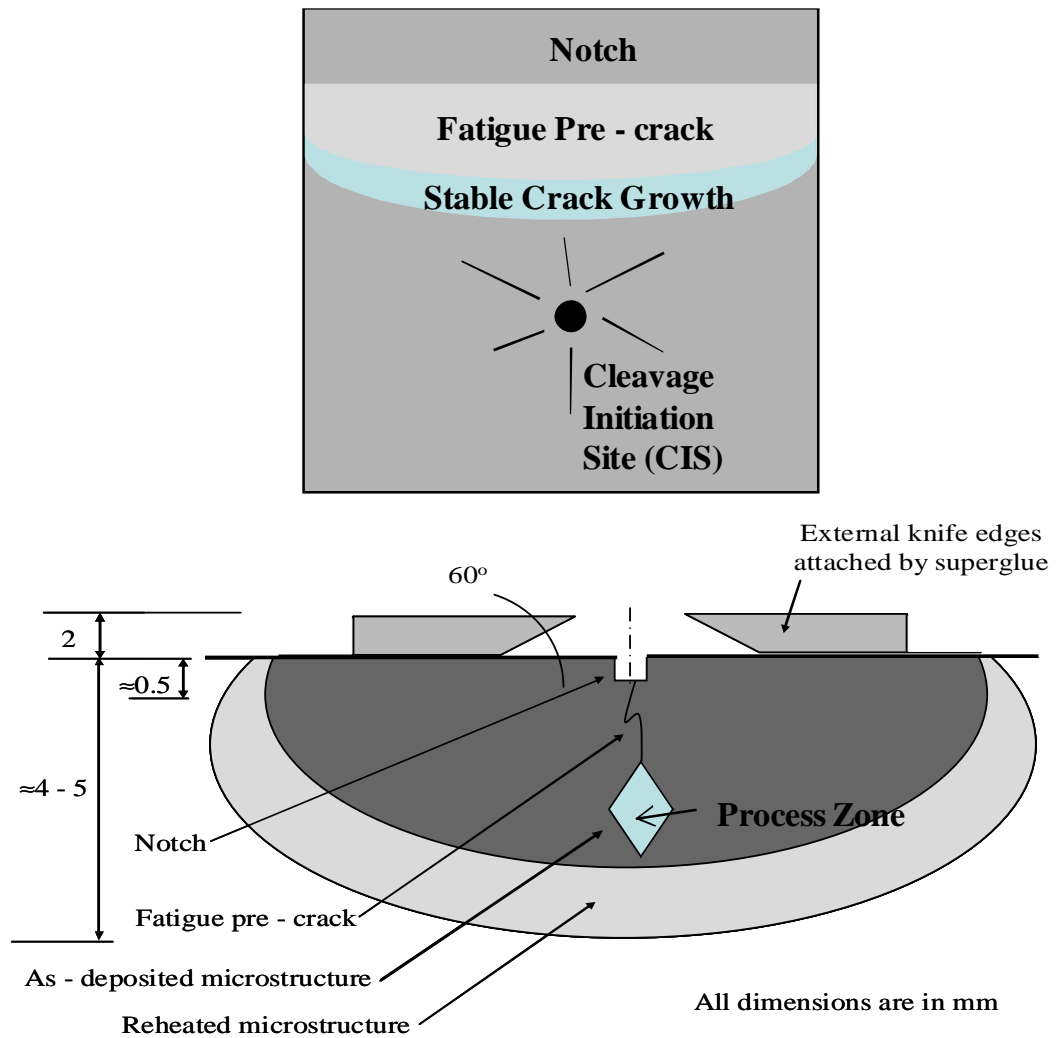 Notch
Fatigue Pre - crack
Stable Crack Growth
Cleavage
Initiation
Site (CIS)
External knife edges
attached by superglue
60º
2
≈0.5
≈4 - 5
Process Zone
Notch
Fatigue pre - crack
As - deposited microstructure
All dimensions are in mm
Reheated microstructure